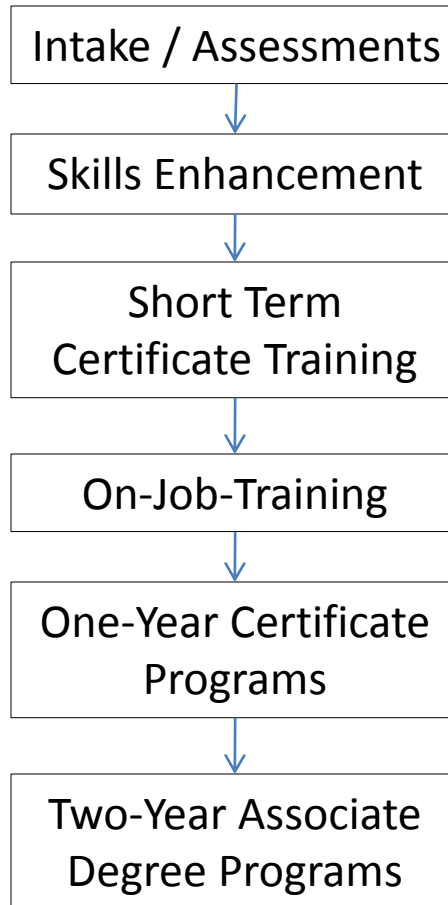 Intake / Assessments
Skills Enhancement
Short Term
Certificate Training
On-Job-Training
One-Year Certificate
Programs
Two-Year Associate
Degree Programs